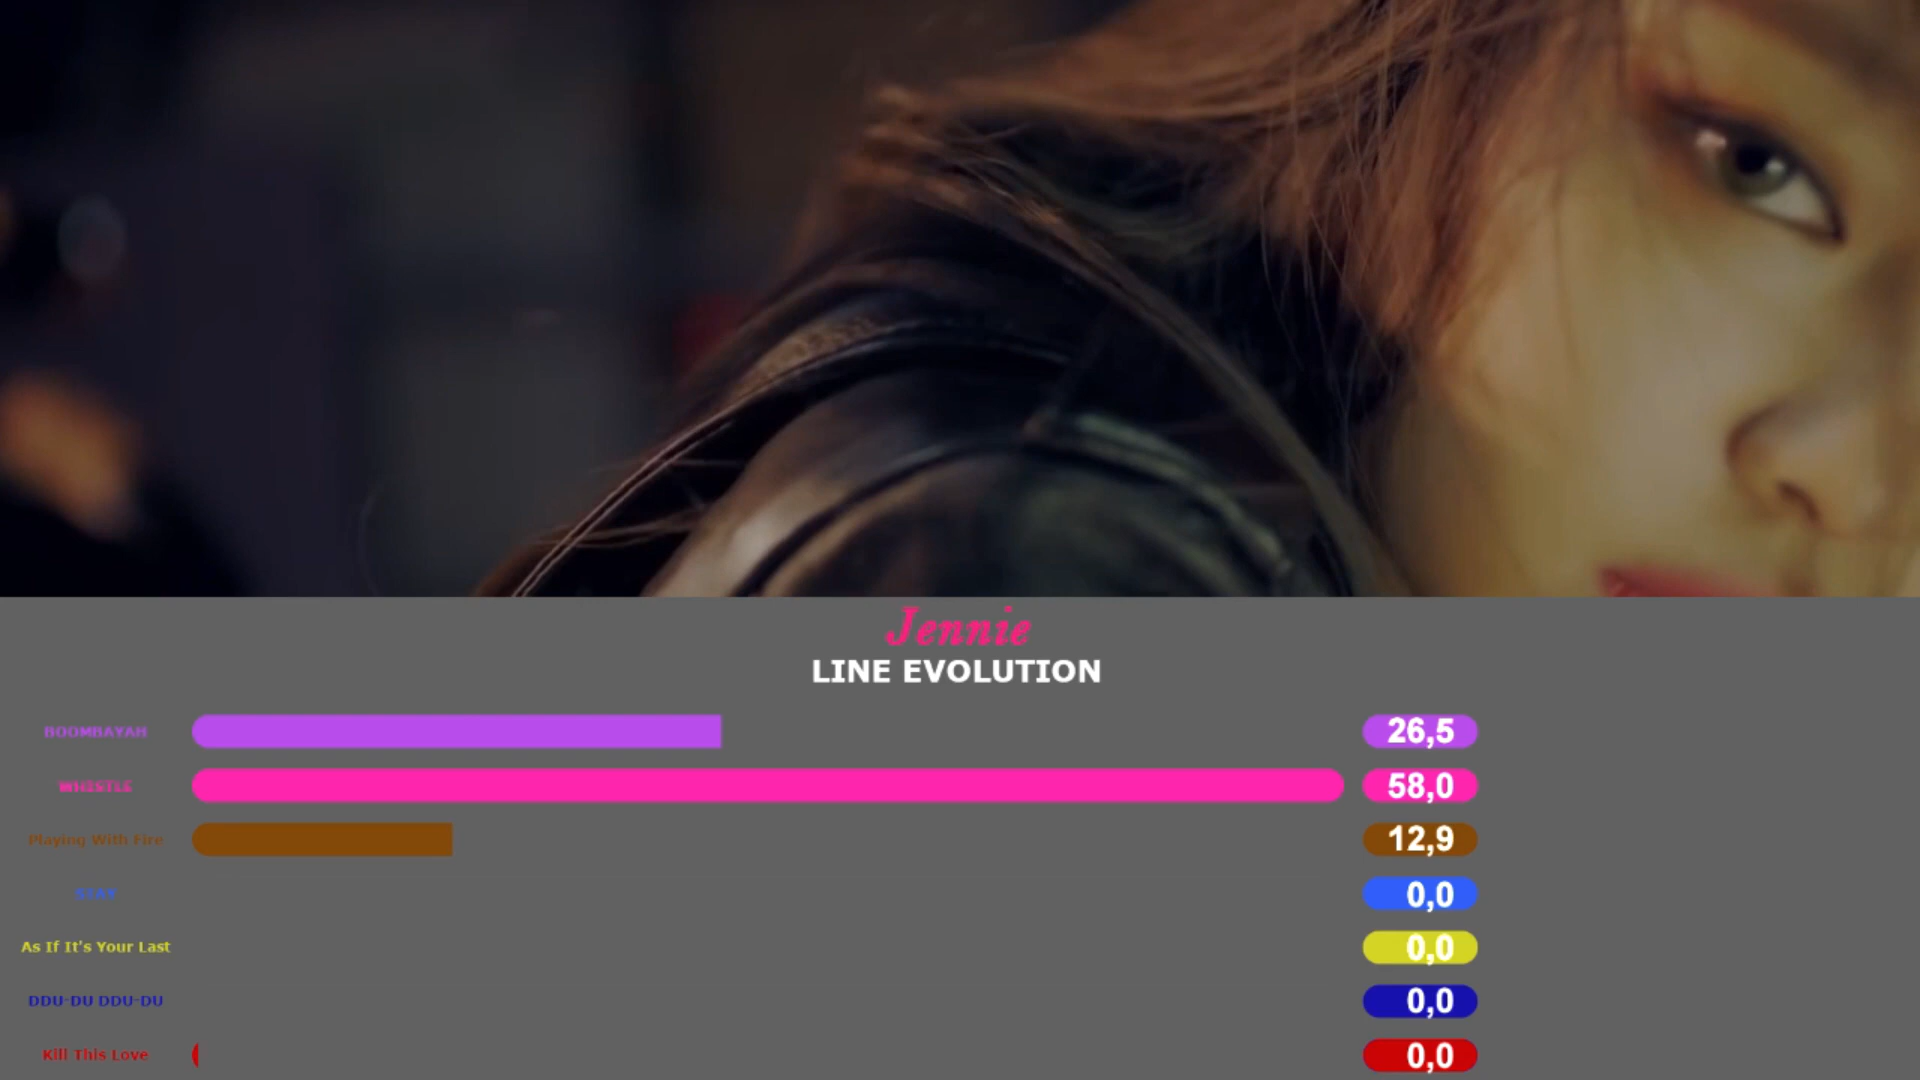 Jennie
LINE EVOLUTION
BOOMBAYAH 26,5
WHISTLE 58,0
Playing With Fire 12,9
STAY 0,0
As If It's Your Last 0,0
DDU-DU DDU-DU 0,0
Kill This Love 0,0